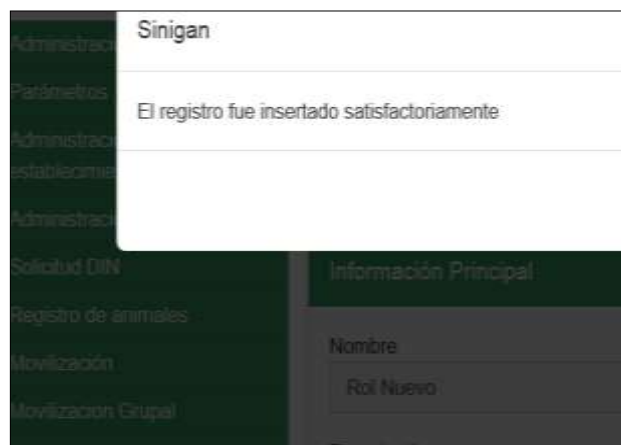 Sinigan
El registro fue insertado satisfactoriamente
Parámetros
Solicitud DIN
Registro de animales
Movilización
Movilizacion Grupal
Información Principal
Nombre
Rol Nuevo